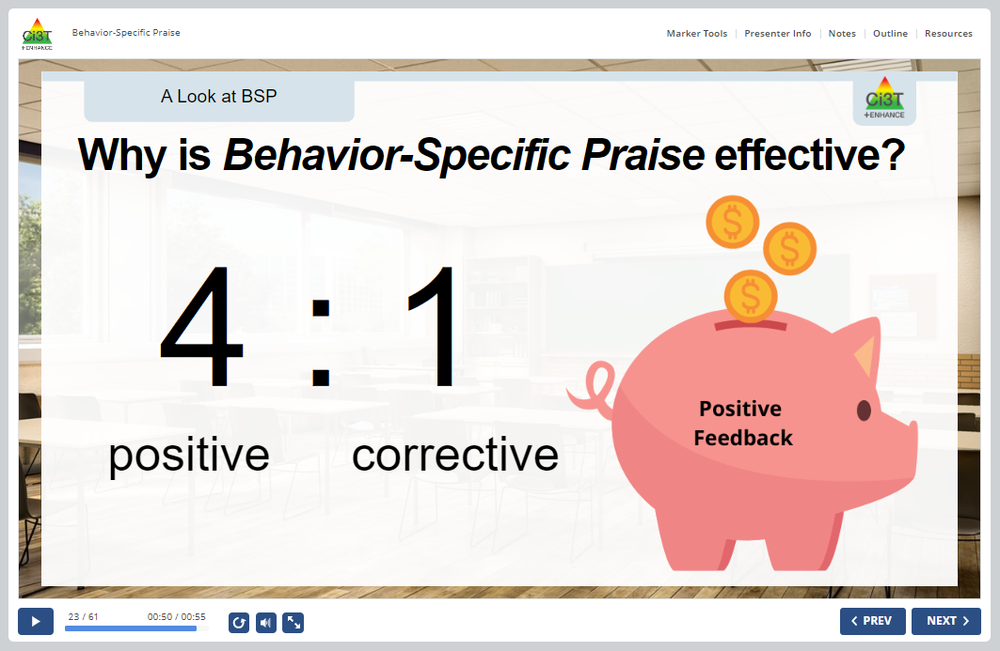 Ci3T
+ENHANCE
Behavior-Specific Praise
Marker Tools
Presenter Info
Notes
Outline
Resources
A Look at BSP
Ci3T
+ENHANCE
Why is Behavior-Specific Praise effective?
$
$
$
4 : 1
positive corrective
Positive
Feedback
23 / 61
00:50 / 00:55
PREV
NEXT